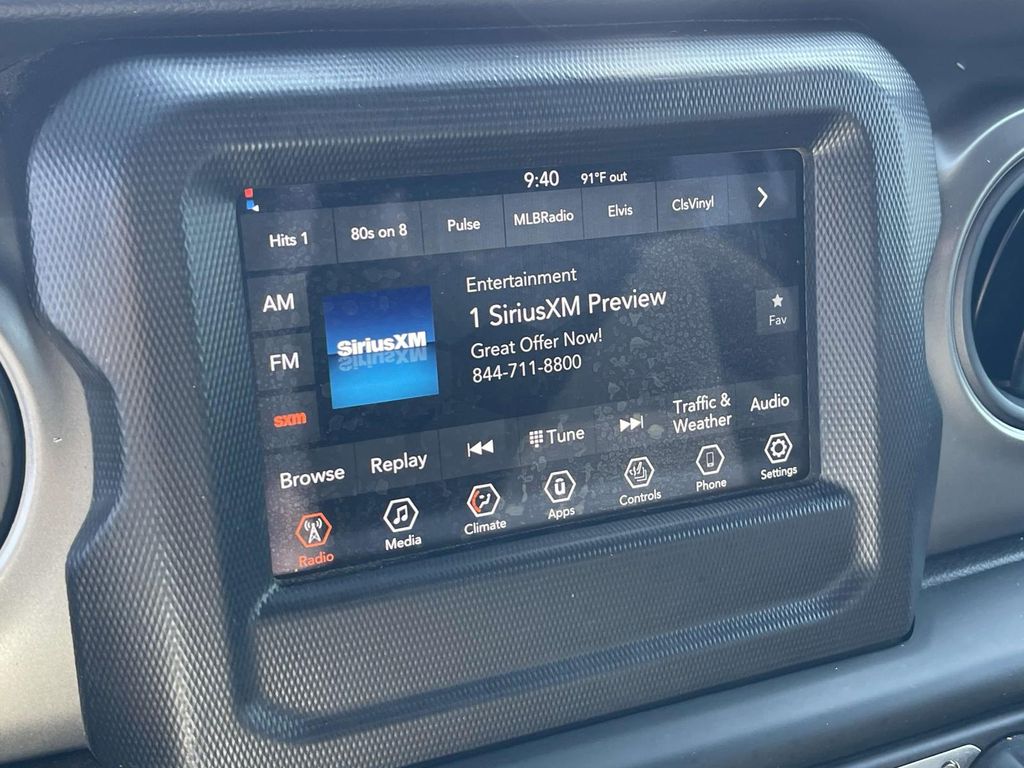 9:40 91°F out
Hits 1 80s on 8 Pulse MLBRadio Elvis ClsVinyl
AM
FM
sxm
SiriusXM
Entertainment
1 SiriusXM Preview
Great Offer Now!
844-711-8800
Fav
Browse Replay Tune Traffic &
Weather Audio
Radio Media Climate Apps Controls Phone Settings